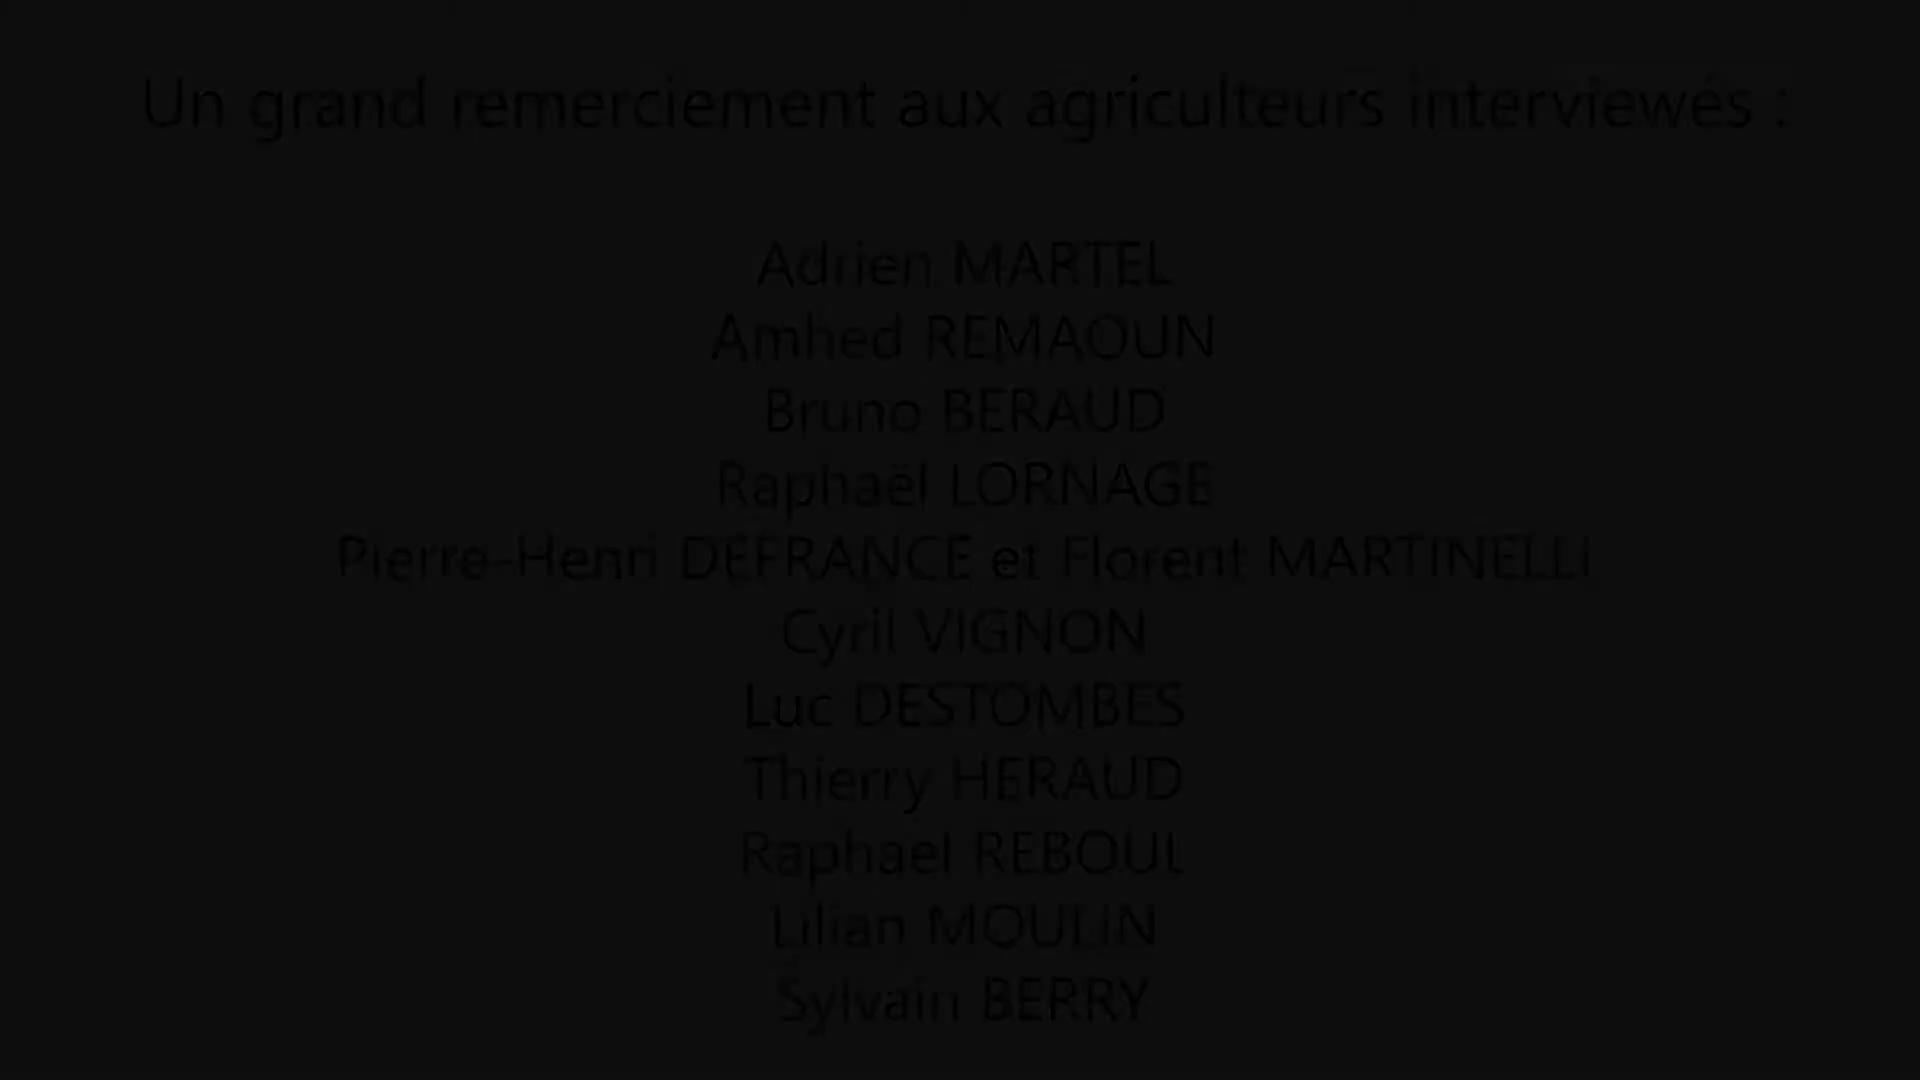 Un grand remerciement aux agriculteurs interviewés :
Adrien MARTEL
Amhed REMAOUN
Bruno BERAUD
Raphaël LORNAGE
Pierre-Henri DEFRANCE et Florent MARTINELLI
Cyril VIGNON
Luc DESTOMBES
Thierry HERAUD
Raphael REBOUL
Lilian MOULIN
Sylvain BERRY